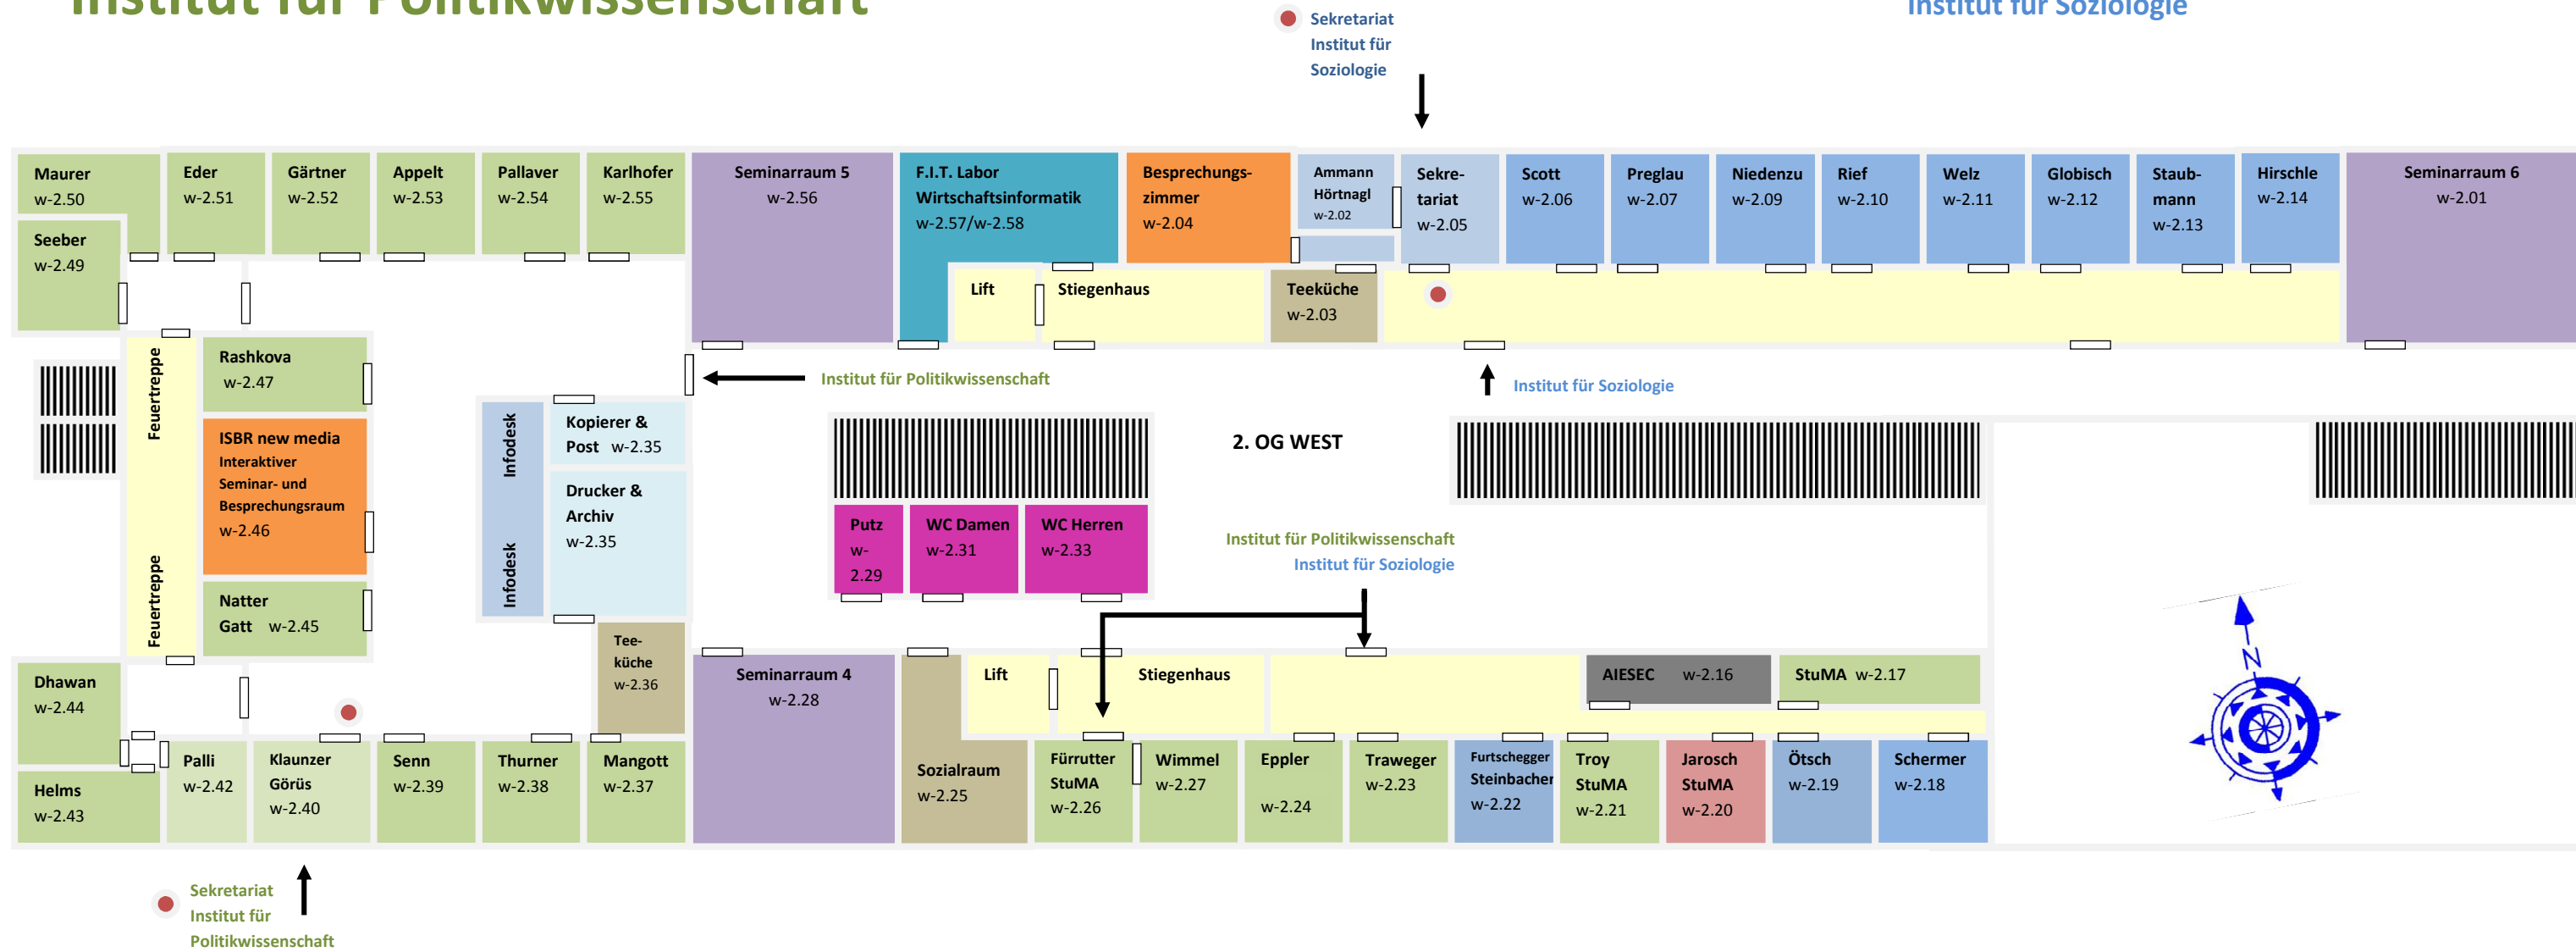 Institut für Politikwissenschaft
Institut für Soziologie
Sekretariat
Institut für
Soziologie
Maurer
w-2.50
Eder
w-2.51
Gärtner
w-2.52
Appelt
w-2.53
Pallaver
w-2.54
Karlhofer
w-2.55
Seminarraum 5
w-2.56
F.I.T. Labor
Wirtschaftsinformatik
w-2.57/w-2.58
Besprechungs-
zimmer
w-2.04
Ammann
Hörtnagl
w-2.02
Sekre-
tariat
w-2.05
Scott
w-2.06
Preglau
w-2.07
Niedenzu
w-2.09
Rief
w-2.10
Welz
w-2.11
Globisch
w-2.12
Staub-
mann
w-2.13
Hirschle
w-2.14
Seminarraum 6
w-2.01
Seeber
w-2.49
Lift
Stiegenhaus
Teeküche
w-2.03
Feuertreppe
Rashkova
w-2.47
Institut für Politikwissenschaft
Institut für Soziologie
ISBR new media
Interaktiver
Seminar- und
Besprechungsraum
w-2.46
Infodesk
Kopierer &
Post w-2.35
Drucker &
Archiv
w-2.35
Infodesk
2. OG WEST
Putz
w-
2.29
WC Damen
w-2.31
WC Herren
w-2.33
Institut für Politikwissenschaft
Institut für Soziologie
Feuertreppe
Natter
Gatt w-2.45
Tee-
küche
w-2.36
N
Dhawan
w-2.44
Seminarraum 4
w-2.28
Lift
Stiegenhaus
AIESEC w-2.16
StuMA w-2.17
Helms
w-2.43
Palli
w-2.42
Klaunzer
Görüs
w-2.40
Senn
w-2.39
Thurner
w-2.38
Mangott
w-2.37
Sozialraum
w-2.25
Fürrutter
StuMA
w-2.26
Wimmel
w-2.27
Eppler
w-2.24
Traweger
w-2.23
Furtschegger
Steinbacher
w-2.22
Troy
StuMA
w-2.21
Jarosch
StuMA
w-2.20
Ötsch
w-2.19
Schermer
w-2.18
Sekretariat
Institut für
Politikwissenschaft